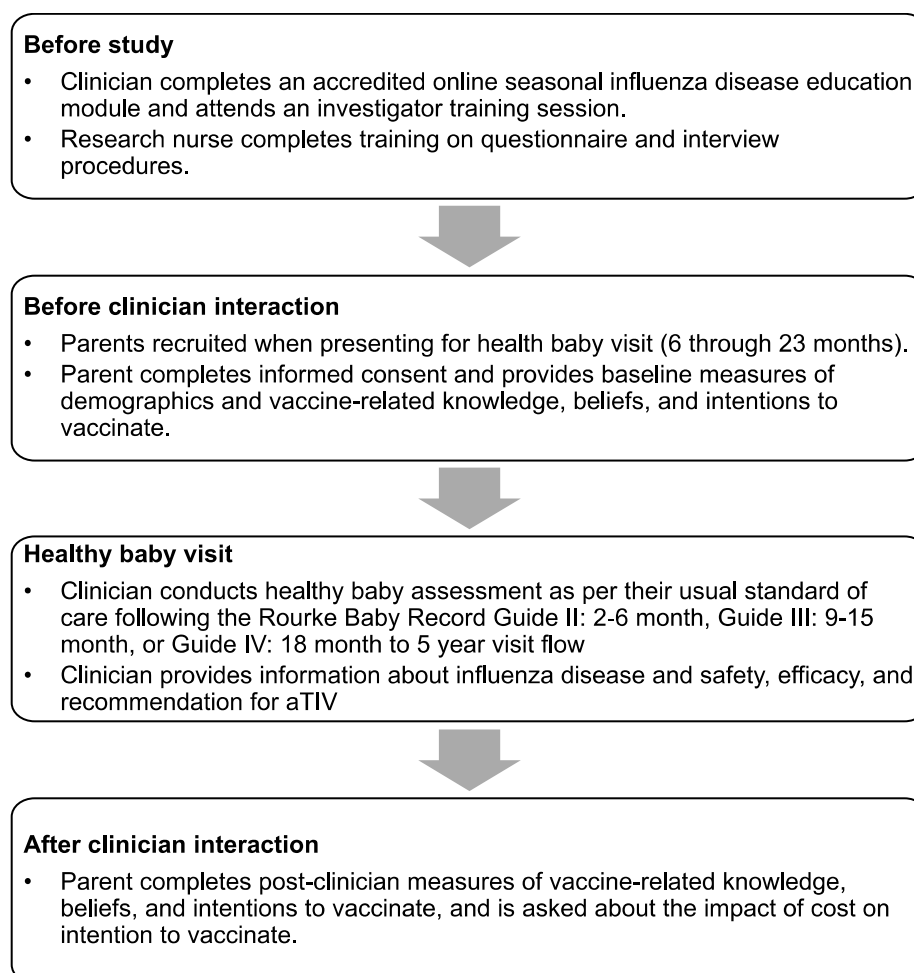 Before study
• Clinician completes an accredited online seasonal influenza disease education
module and attends an investigator training session.
• Research nurse completes training on questionnaire and interview
procedures.
Before clinician interaction
• Parents recruited when presenting for health baby visit (6 through 23 months).
• Parent completes informed consent and provides baseline measures of
demographics and vaccine-related knowledge, beliefs, and intentions to
vaccinate.
Healthy baby visit
• Clinician conducts healthy baby assessment as per their usual standard of
care following the Rourke Baby Record Guide II: 2-6 month, Guide III: 9-15
month, or Guide IV: 18 month to 5 year visit flow
• Clinician provides information about influenza disease and safety, efficacy, and
recommendation for aTIV
After clinician interaction
• Parent completes post-clinician measures of vaccine-related knowledge,
beliefs, and intentions to vaccinate, and is asked about the impact of cost on
intention to vaccinate.